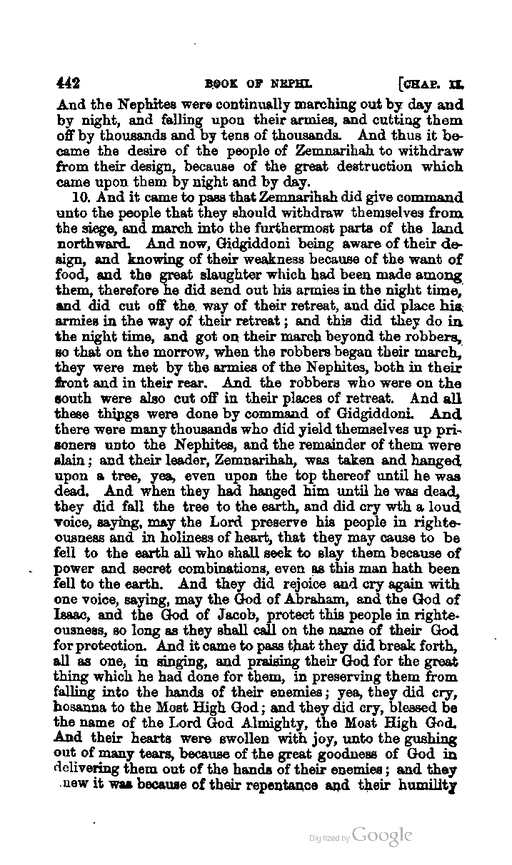 442 BOOK OF NEPHI. [CHAP. II.
And the Nephites were continually marching out by day and
by night, and falling upon their armies, and cutting them
off by thousands and by tens of thousands. And thus it be-
came the desire of the people of Zemnarihah to withdraw
from their design, because of the great destruction which
came upon them by night and by day.
10. And it came to pass that Zemnarihah did give command
unto the people that they should withdraw themselves from
the siege, and march into the furthermost parts of the land
northward. And now, Gidgiddoni being aware of their de-
sign, and knowing of their weakness because of the want of
food, and the great slaughter which had been made among
them, therefore he did send out his armies in the night time,
and did cut off the way of their retreat, and did place his
armies in the way of their retreat; and this did they do in
the night time, and got on their march beyond the robbers,
so that on the morrow, when the robbers began their march,
they were met by the armies of the Nephites, both in their
front and in their rear. And the robbers who were on the
south were also cut off in their places of retreat. And all
these things were done by command of Gidgiddoni. And
there were many thousands who did yield themselves up pri-
soners unto the Nephites, and the remainder of them were
slain; and their leader, Zemnarihah, was taken and hanged
upon a tree, yea, even upon the top thereof until he was
dead. And when they had hanged him until he was dead,
they did fall the tree to the earth, and did cry wth a loud
voice, saying, may the Lord preserve his people in righte-
ousness and in holiness of heart, that they may cause to be
fell to the earth all who shall seek to slay them because of
power and secret combinations, even as this man hath been
fell to the earth. And they did rejoice and cry again with
one voice, saying, may the God of Abraham, and the God of
Isaac, and the God of Jacob, protect this people in righte-
ousness, so long as they shall call on the name of their God
for protection. And it came to pass that they did break forth,
all as one, in singing, and praising their God for the great
thing which he had done for them, in preserving them from
falling into the hands of their enemies; yea, they did cry,
hosanna to the Most High God; and they did cry, blessed be
the name of the Lord God Almighty, the Most High God.
And their hearts were swollen with joy, unto the gushing
out of many tears, because of the great goodness of God in
delivering them out of the hands of their enemies; and they
new it was because of their repentance and their humility
Digitized by Google